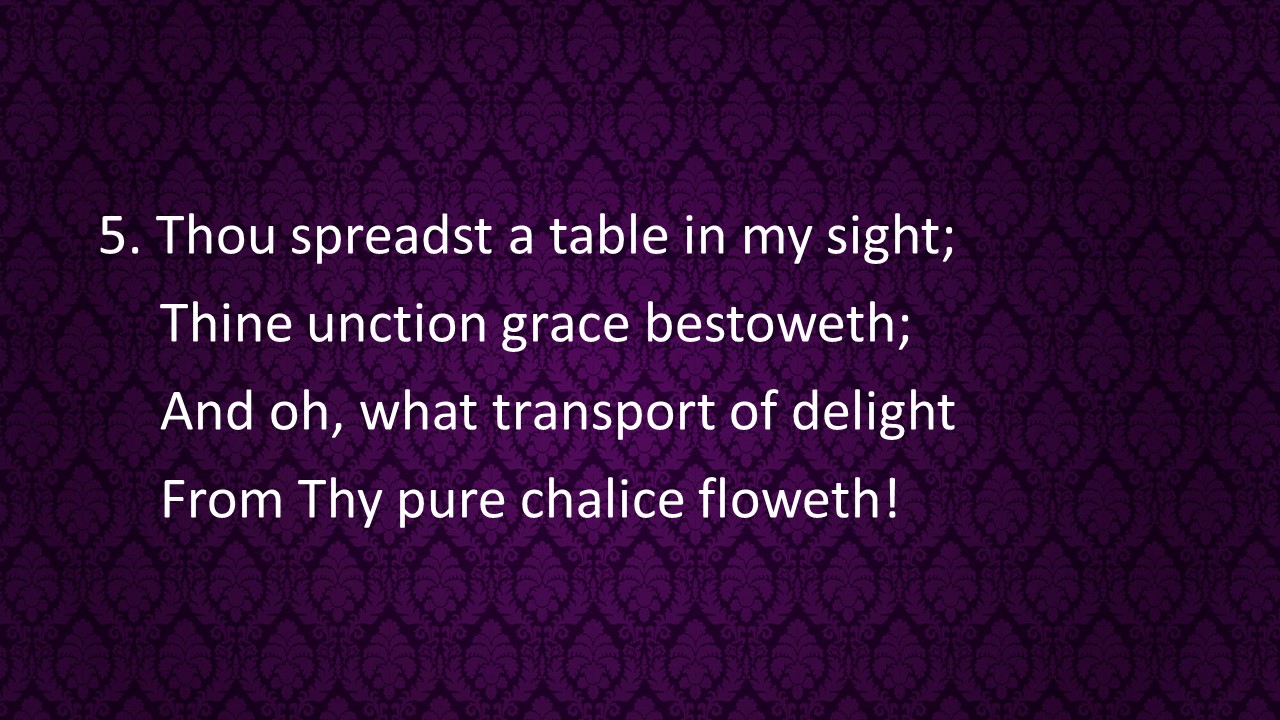 5. Thou spreadst a table in my sight;
Thine unction grace bestoweth;
And oh, what transport of delight
From Thy pure chalice floweth!